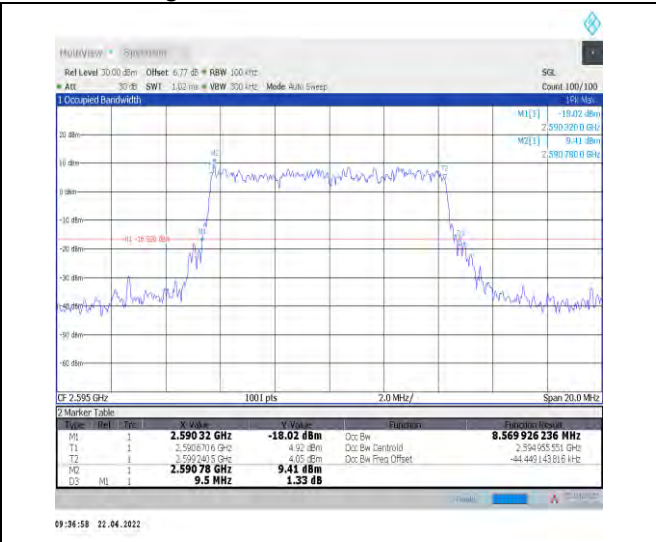 MultiView Spectrum
Ref Level 30.00 dBm Offset 6.77 dB RBW 100 kHz SGL
Att 30 dB SWT 1.02 ms VBW 300 kHz Mode Auto Sweep Count 100/100
1 Occupied Bandwidth 1Pk Max
M1[1] -18.02 dBm
2.590 320 0 GHz
M2[1] 9.41 dBm
2.590 780 0 GHz
20 dBm
M2
10 dBm
T2
0 dBm
-10 dBm
M1
D3
-20 dBm
-30 dBm
-40 dBm
-50 dBm
-60 dBm
CF 2.595 GHz 1001 pts 2.0 MHz/ Span 20.0 MHz
2 Marker Table
Type Ref Trc X Value Y Value Function Function Result
M1 1 2.590 32 GHz -18.02 dBm Occ Bw 8.569 926 236 MHz
T1 1 2.590670 6 GHz 4.92 dBm Occ Bw Centroid 2.594 955 551 GHz
T2 1 2.599240 5 GHz 4.05 dBm Occ Bw Freq Offset -44.449 143 816 kHz
M2 1 2.590 78 GHz 9.41 dBm
D3 M1 1 9.5 MHz 1.33 dB
09:36:58 22.04.2022